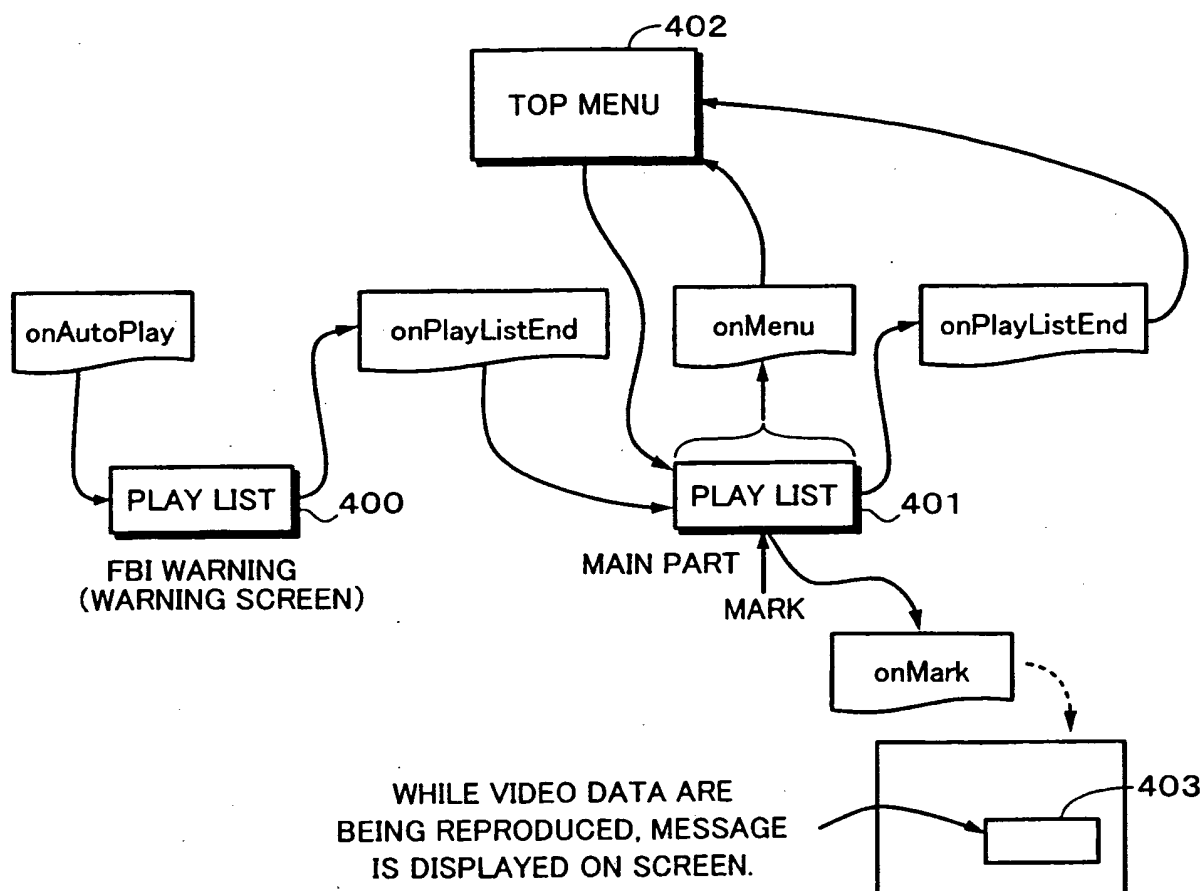 402
TOP MENU
onAutoPlay
onPlayListEnd
onMenu
onPlayListEnd
PLAY LIST
400
PLAY LIST
401
FBI WARNING
(WARNING SCREEN)
MAIN PART
MARK
onMark
WHILE VIDEO DATA ARE
BEING REPRODUCED, MESSAGE
IS DISPLAYED ON SCREEN.
403